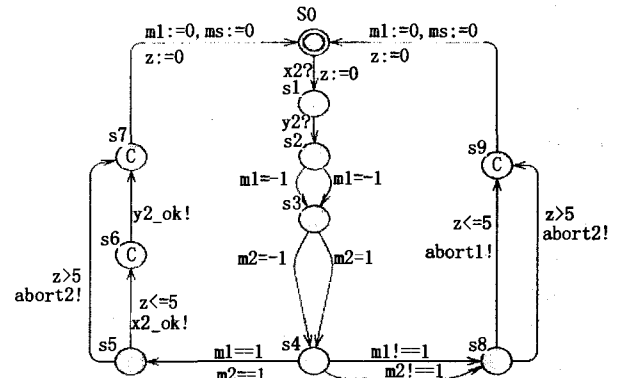 S0
m1:=0, ms:=0
m1:=0, ms:=0
z:=0
x2?
z:=0
z:=0
s1
y2?
s7
s2
s9
C
C
m1=-1
m1=-1
s3
y2_ok!
z<=5
z>5
s6
m2=-1
m2=1
abort2!
C
abort1!
z>5
abort2!
z<=5
x2_ok!
s5
m1==1
s4
m1!==1
s8
m2==1
m2!==1